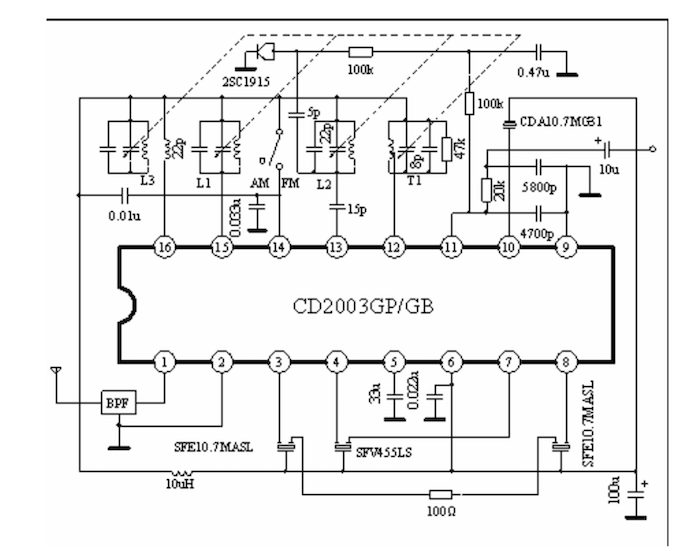 2SC1915
100k
0.47u
100k
CDA10.7MGB1
5p
10u
22p
22p
8p
47k
L3
L1
AM FM
L2
T1
5800p
20k
0.01u
0.033u
15p
4700p
16
15
14
13
12
11
10
9
CD2003GP/GB
1
2
3
4
5
6
7
8
BPF
33u
0.022u
SFE10.7MASL
SFV455LS
SFE10.7MASL
10uH
100Ω
100u